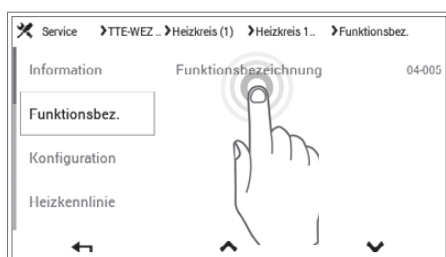 Service >TTE-WEZ .. >Heizkreis (1) >Heizkreis 1.. >Funktionsbez.
Information Funktionsbezeichnung 04-005
Funktionsbez.
Konfiguration
Heizkennlinie